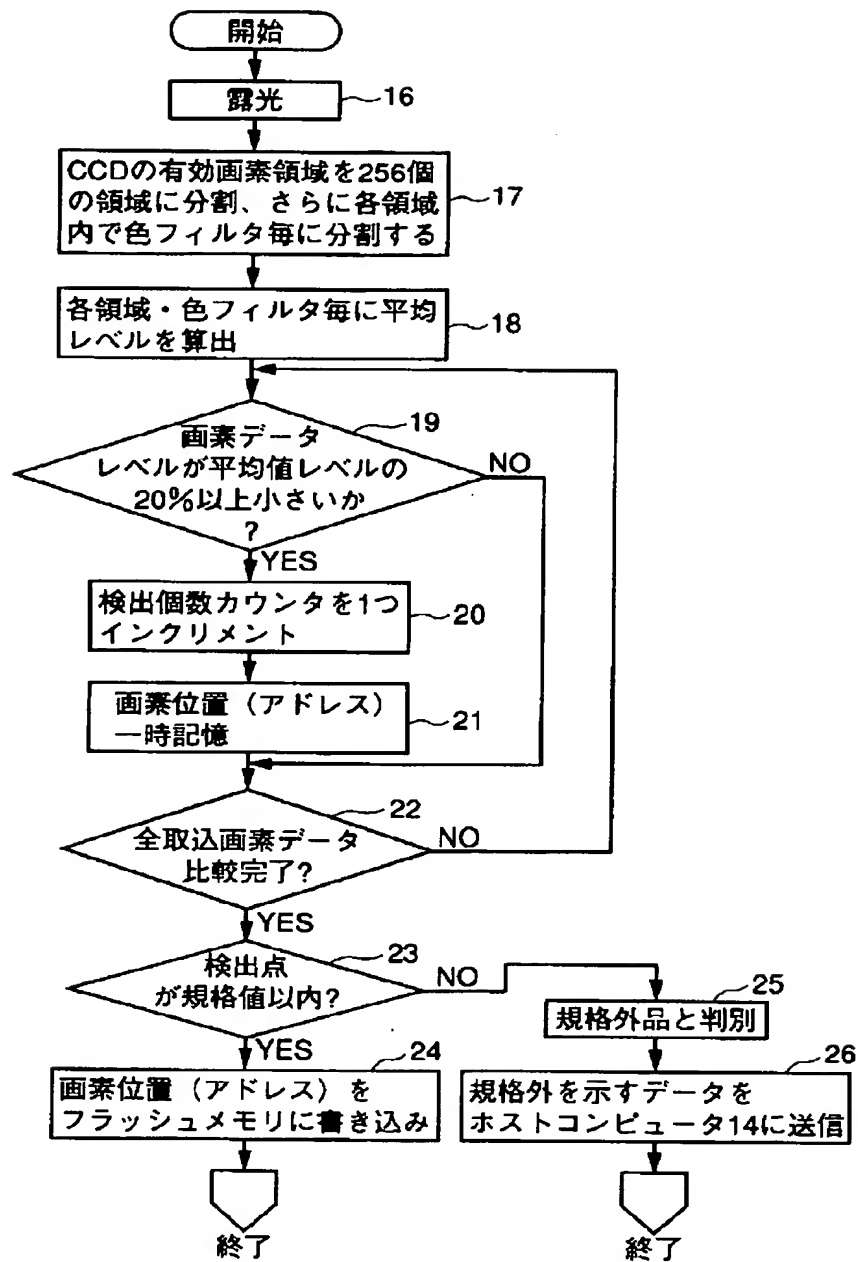 開始
露光
16
CCDの有効画素領域を256個
の領域に分割、さらに各領域
内で色フィルタ毎に分割する
17
各領域・色フィルタ毎に平均
レベルを算出
18
19
画素データ
レベルが平均値レベルの
20%以上小さいか
?
NO
YES
検出個数カウンタを1つ
インクリメント
20
画素位置(アドレス)
一時記憶
21
22
全取込画素データ
比較完了?
NO
YES
23
検出点
が規格値以内?
NO
YES
25
規格外品と判別
24
画素位置(アドレス)を
フラッシュメモリに書き込み
26
規格外を示すデータを
ホストコンピュータ14に送信
終了
終了